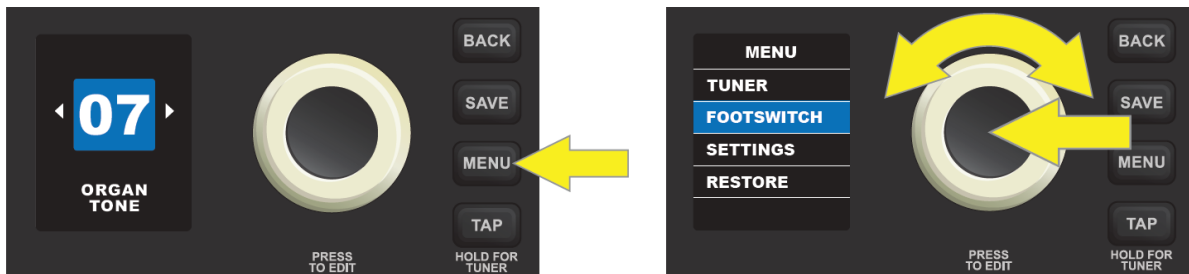 07
ORGAN
TONE
BACK
SAVE
MENU
TAP
PRESS
TO EDIT
HOLD FOR
TUNER
MENU
TUNER
FOOTSWITCH
SETTINGS
RESTORE
BACK
SAVE
MENU
TAP
PRESS
TO EDIT
HOLD FOR
TUNER